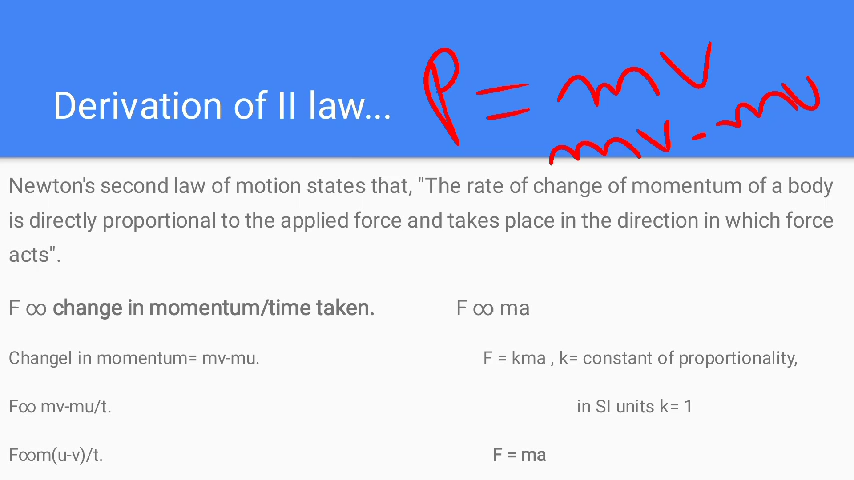 Derivation of II law...
P = mv
mv - mu
Newton's second law of motion states that, "The rate of change of momentum of a body
is directly proportional to the applied force and takes place in the direction in which force
acts".
F ∞ change in momentum/time taken.
Changel in momentum= mv-mu.
F∞ mv-mu/t.
F∞m(u-v)/t.
F ∞ ma
F = kma , k= constant of proportionality,
in SI units k= 1
F = ma